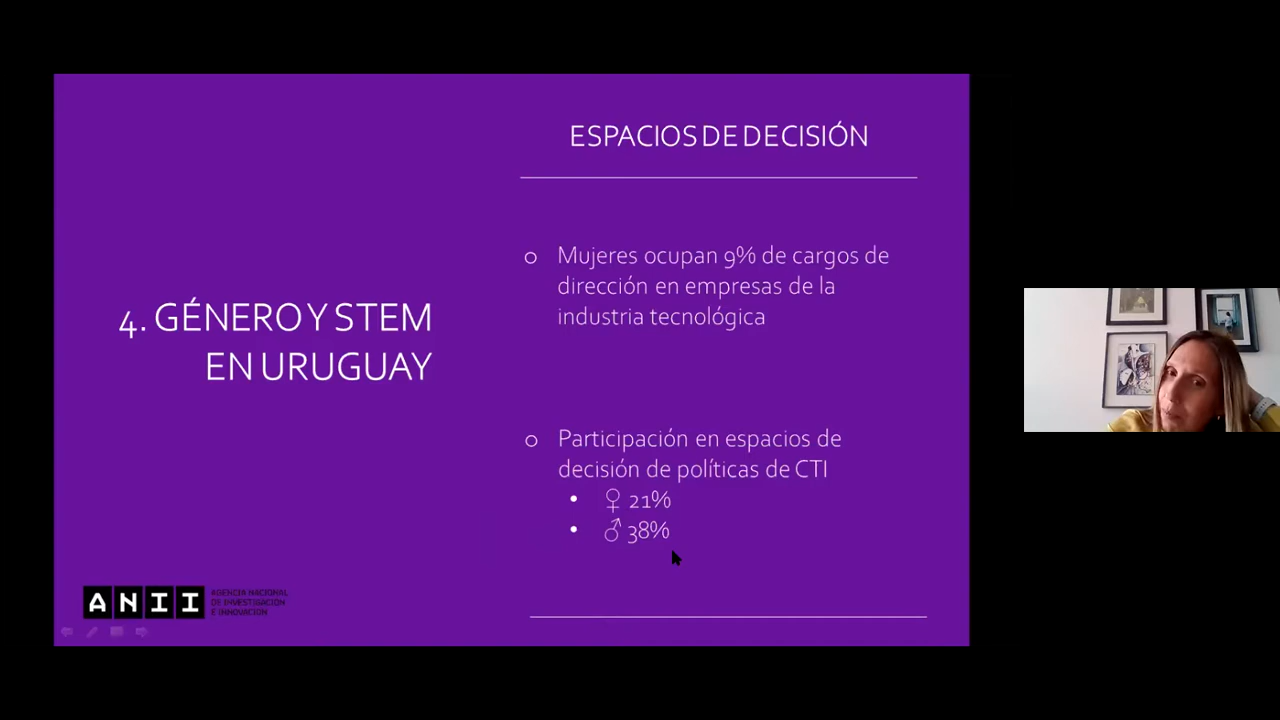 4. GÉNERO Y STEM
EN URUGUAY
ESPACIOS DE DECISIÓN
Mujeres ocupan 9% de cargos de
dirección en empresas de la
industria tecnológica
Participación en espacios de
decisión de políticas de CTI
♀ 21%
♂ 38%
ANII
AGENCIA NACIONAL
DE INVESTIGACIÓN
E INNOVACIÓN